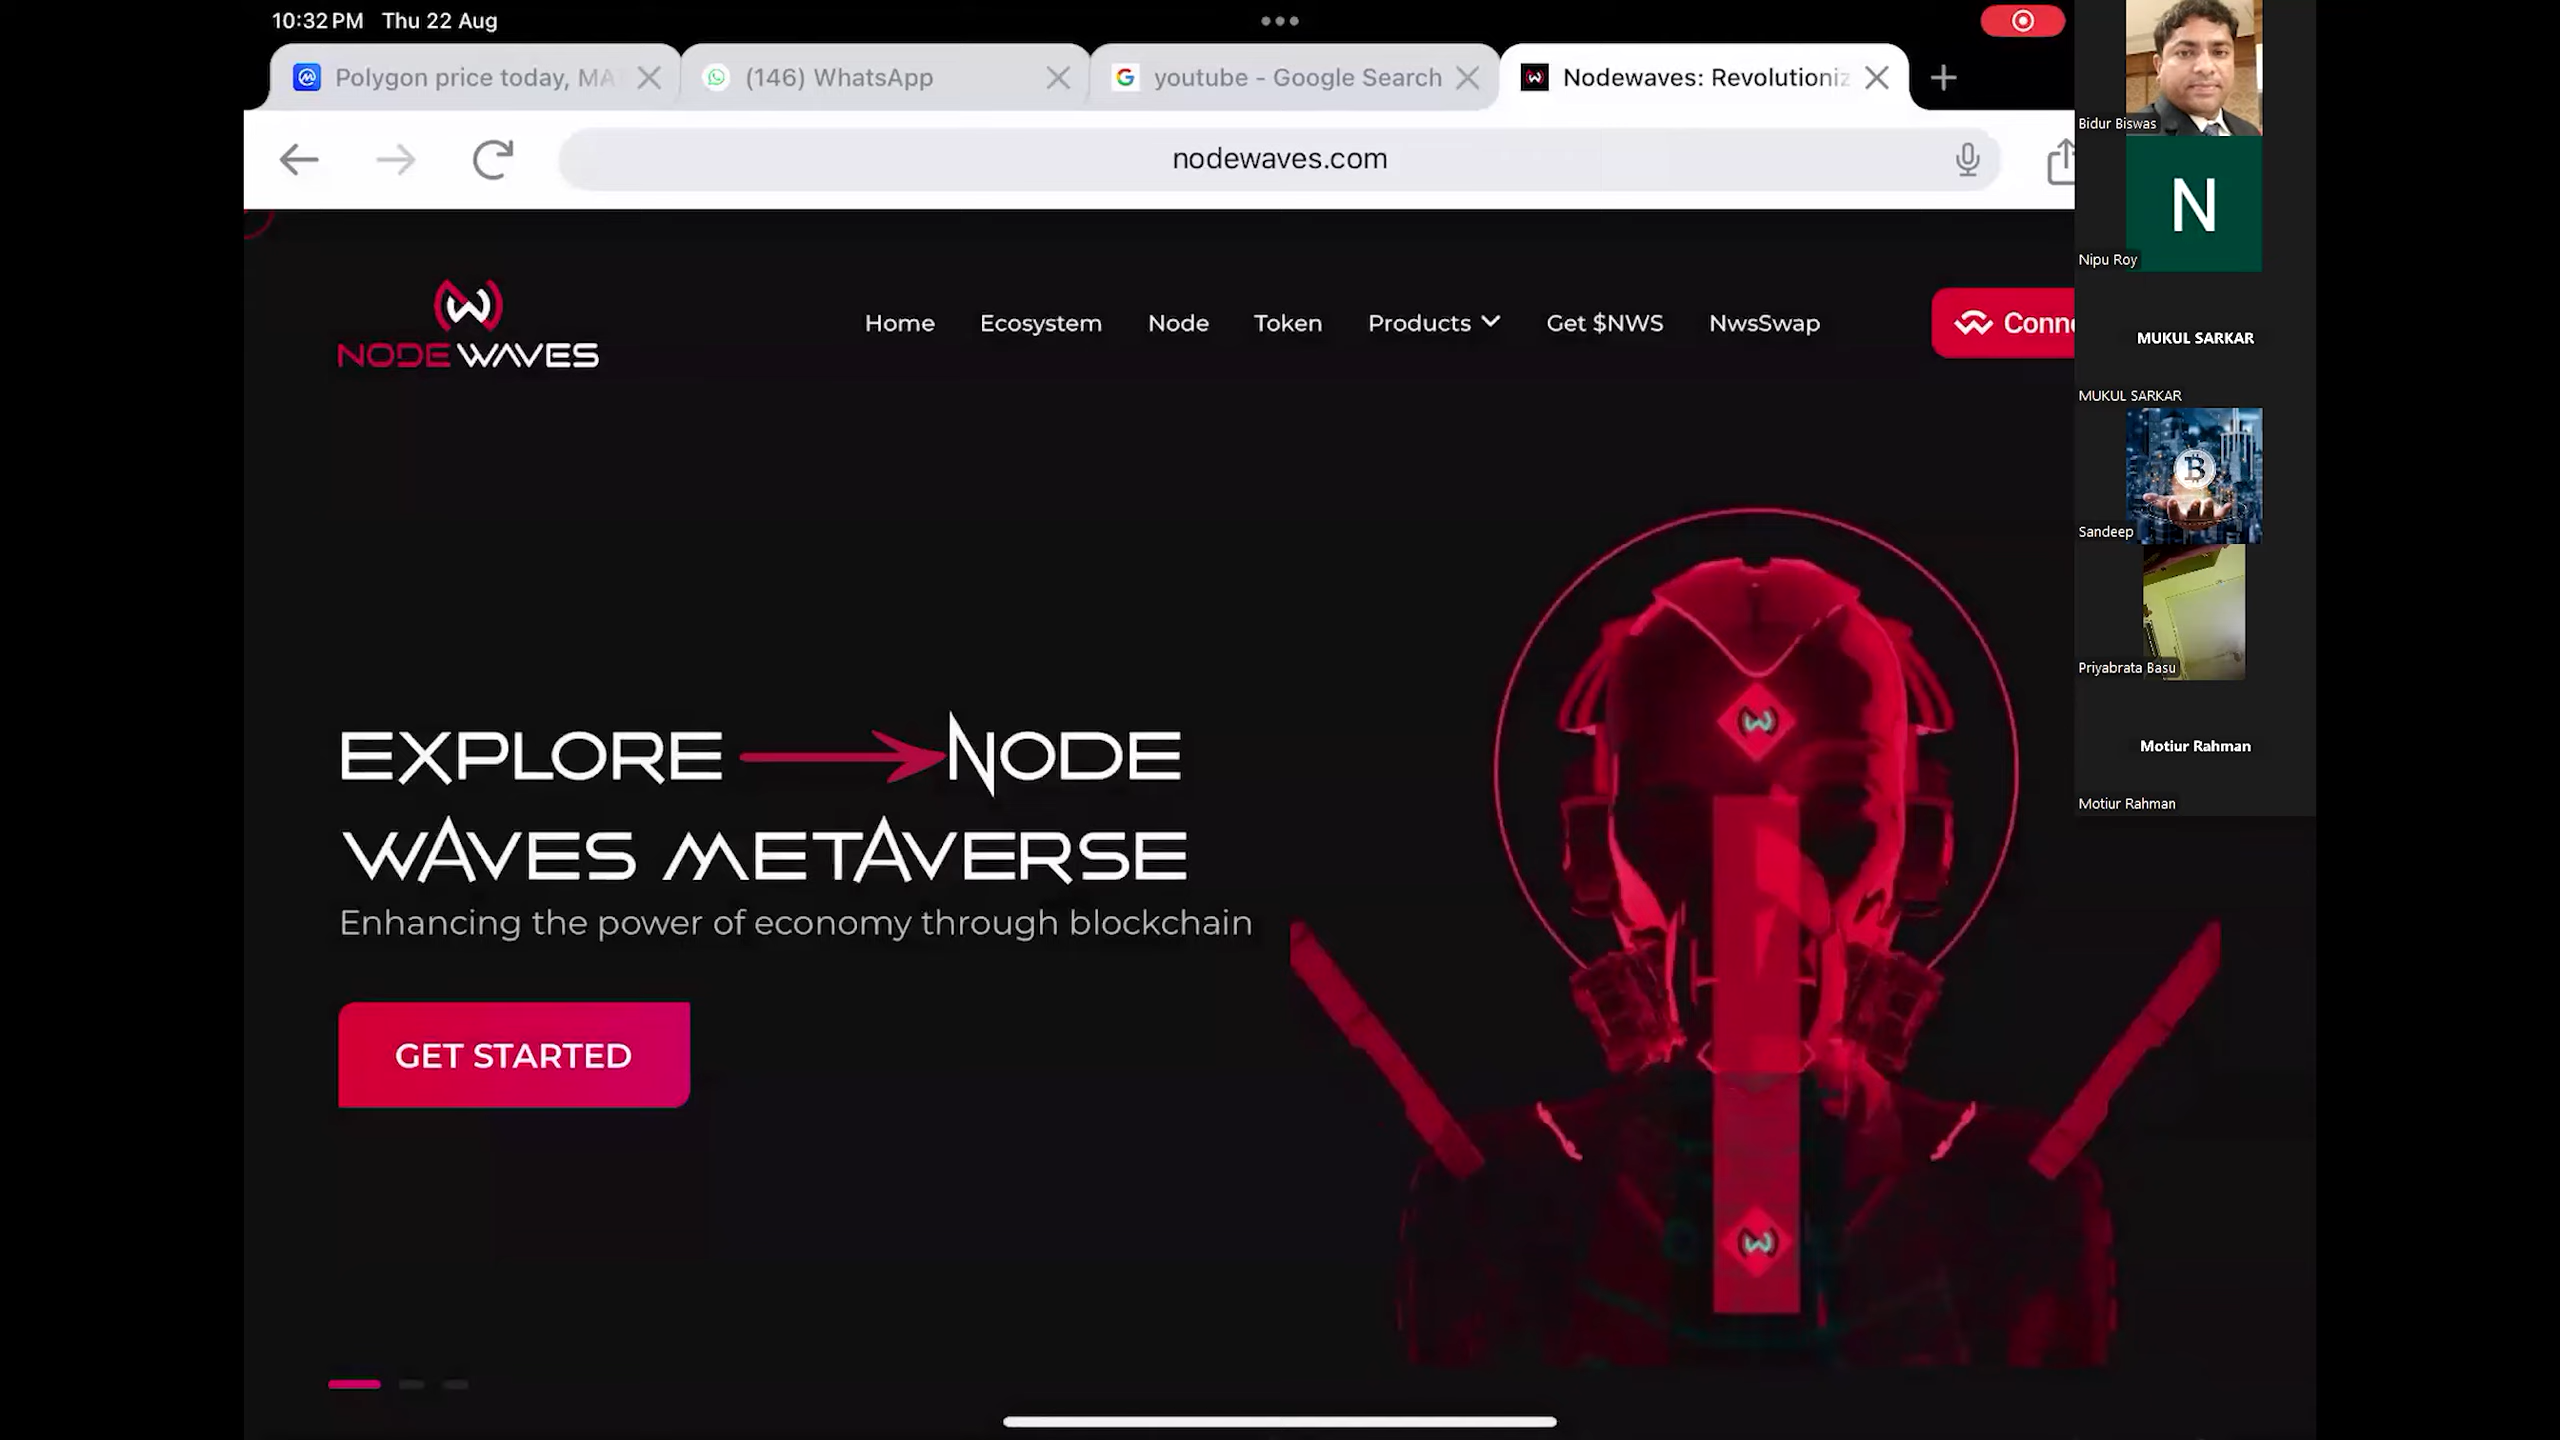 10:32 PM Thu 22 Aug
Polygon price today, MA
(146) WhatsApp
youtube - Google Search
Nodewaves: Revolutioniz
nodewaves.com
NODE WAVES
Home
Ecosystem
Node
Token
Products
Get $NWS
NwsSwap
Conne
EXPLORE NODE
WAVES METAVERSE
Enhancing the power of economy through blockchain
GET STARTED
Bidur Biswas
N
Nipu Roy
MUKUL SARKAR
MUKUL SARKAR
B
Sandeep
Priyabrata Basu
Motiur Rahman
Motiur Rahman